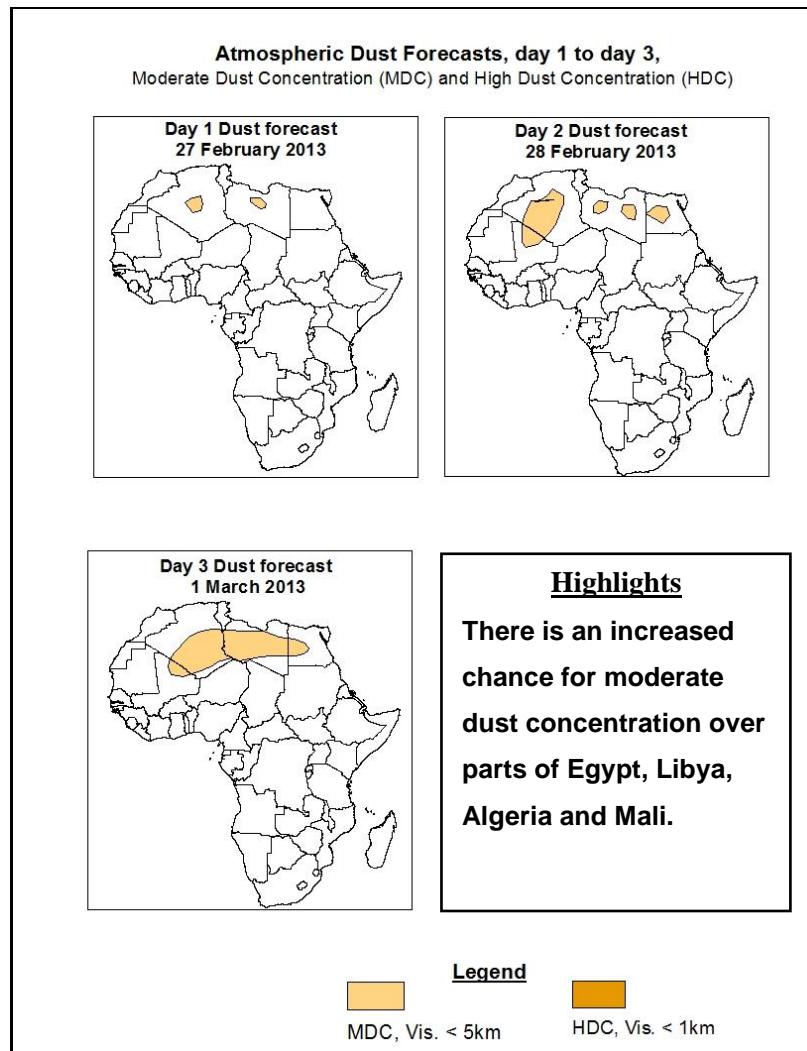 Atmospheric Dust Forecasts, day 1 to day 3,
Moderate Dust Concentration (MDC) and High Dust Concentration (HDC)
Day 1 Dust forecast
27 February 2013
Day 2 Dust forecast
28 February 2013
Day 3 Dust forecast
1 March 2013
Highlights
There is an increased
chance for moderate
dust concentration over
parts of Egypt, Libya,
Algeria and Mali.
Legend
MDC, Vis. < 5km
HDC, Vis. < 1km